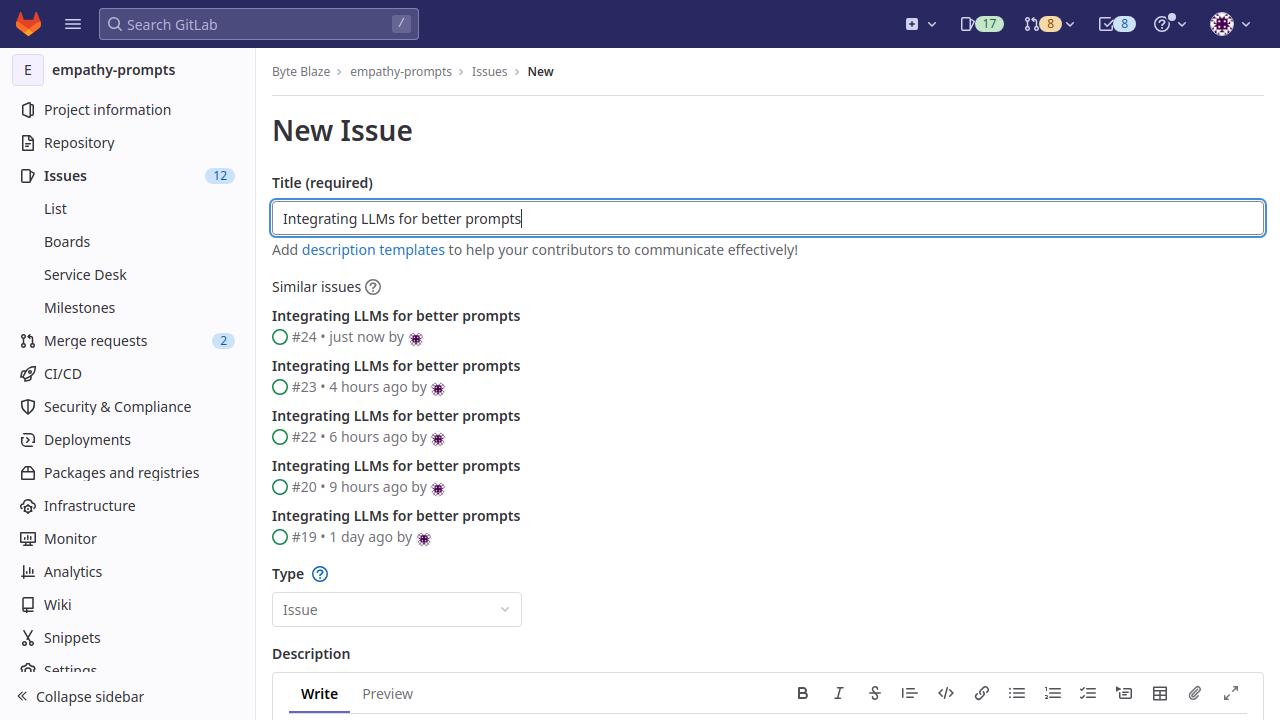 Search GitLab
/
17
8
8
E
empathy-prompts
Project information
Repository
Issues
12
List
Boards
Service Desk
Milestones
Merge requests
2
CI/CD
Security & Compliance
Deployments
Packages and registries
Infrastructure
Monitor
Analytics
Wiki
Snippets
Settings
Collapse sidebar
Byte Blaze
empathy-prompts
Issues
New
New Issue
Title (required)
Integrating LLMs for better prompts
Add description templates to help your contributors to communicate effectively!
Similar issues
Integrating LLMs for better prompts
#24 • just now by
Integrating LLMs for better prompts
#23 • 4 hours ago by
Integrating LLMs for better prompts
#22 • 6 hours ago by
Integrating LLMs for better prompts
#20 • 9 hours ago by
Integrating LLMs for better prompts
#19 • 1 day ago by
Type
Issue
Description
Write
Preview